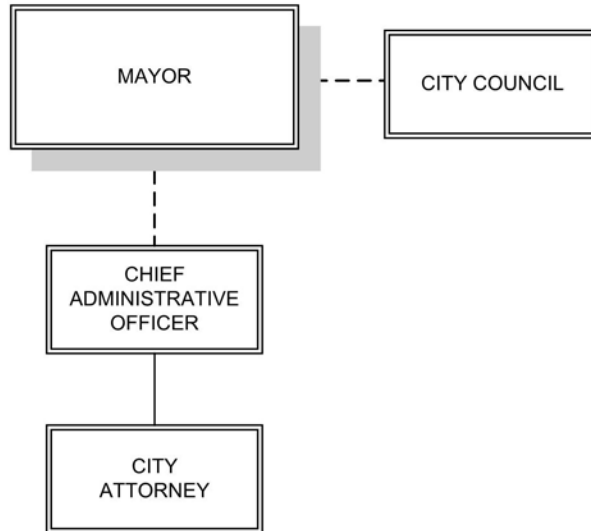 MAYOR
CITY COUNCIL
CHIEF
ADMINISTRATIVE
OFFICER
CITY
ATTORNEY